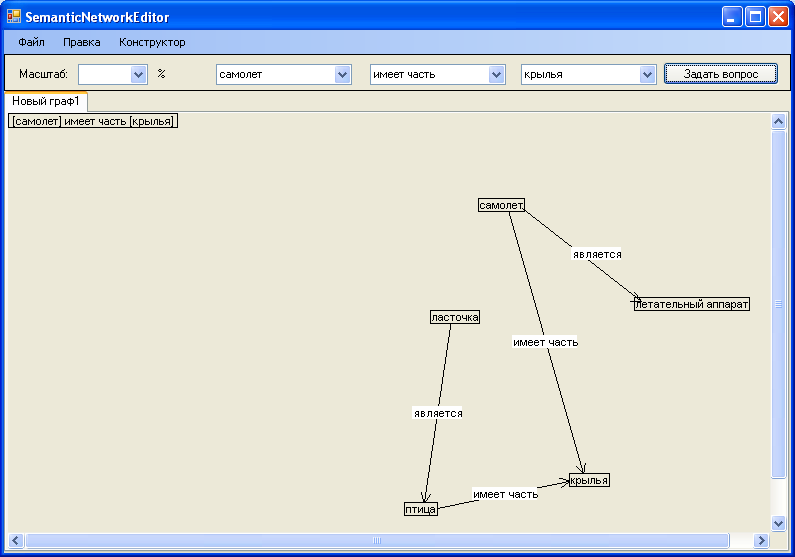 SemanticNetworkEditor
Файл Правка Конструктор
Масштаб: % самолет имеет часть крылья Задать вопрос
Новый граф1
[самолет] имеет часть [крылья]
самолет
является
летательный аппарат
ласточка
имеет часть
является
крылья
имеет часть
птица